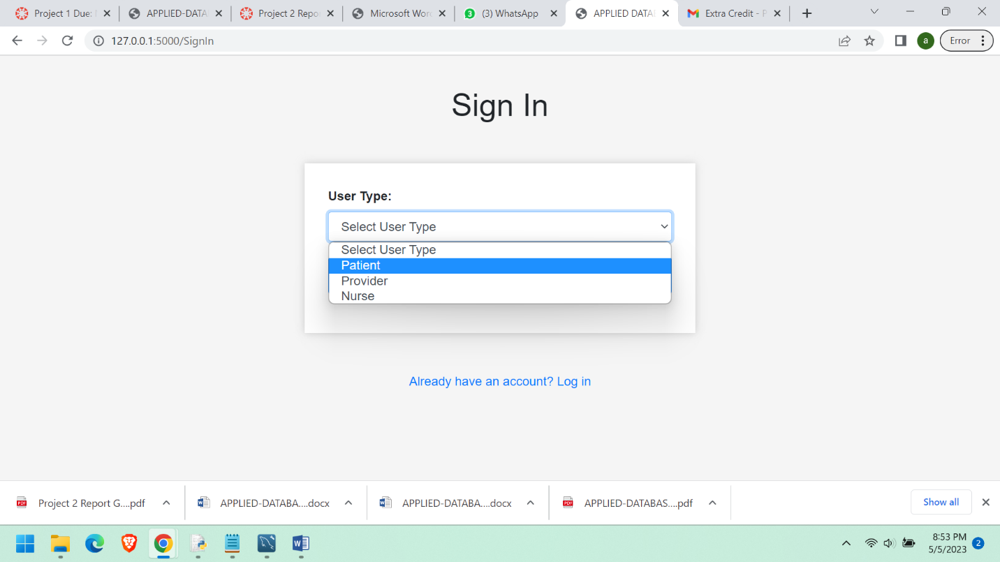 Project 1 Due:
APPLIED-DATA
Project 2 Repo
Microsoft Word
(3) WhatsApp
APPLIED DATA
Extra Credit - P
127.0.0.1:5000/SignIn
a
Error
Sign In
User Type:
Select User Type
Select User Type
Patient
Provider
Nurse
Already have an account? Log in
Project 2 Report G....pdf
APPLIED-DATABA....docx
APPLIED-DATABA....docx
APPLIED-DATABAS....pdf
Show all
8:53 PM
5/5/2023
2